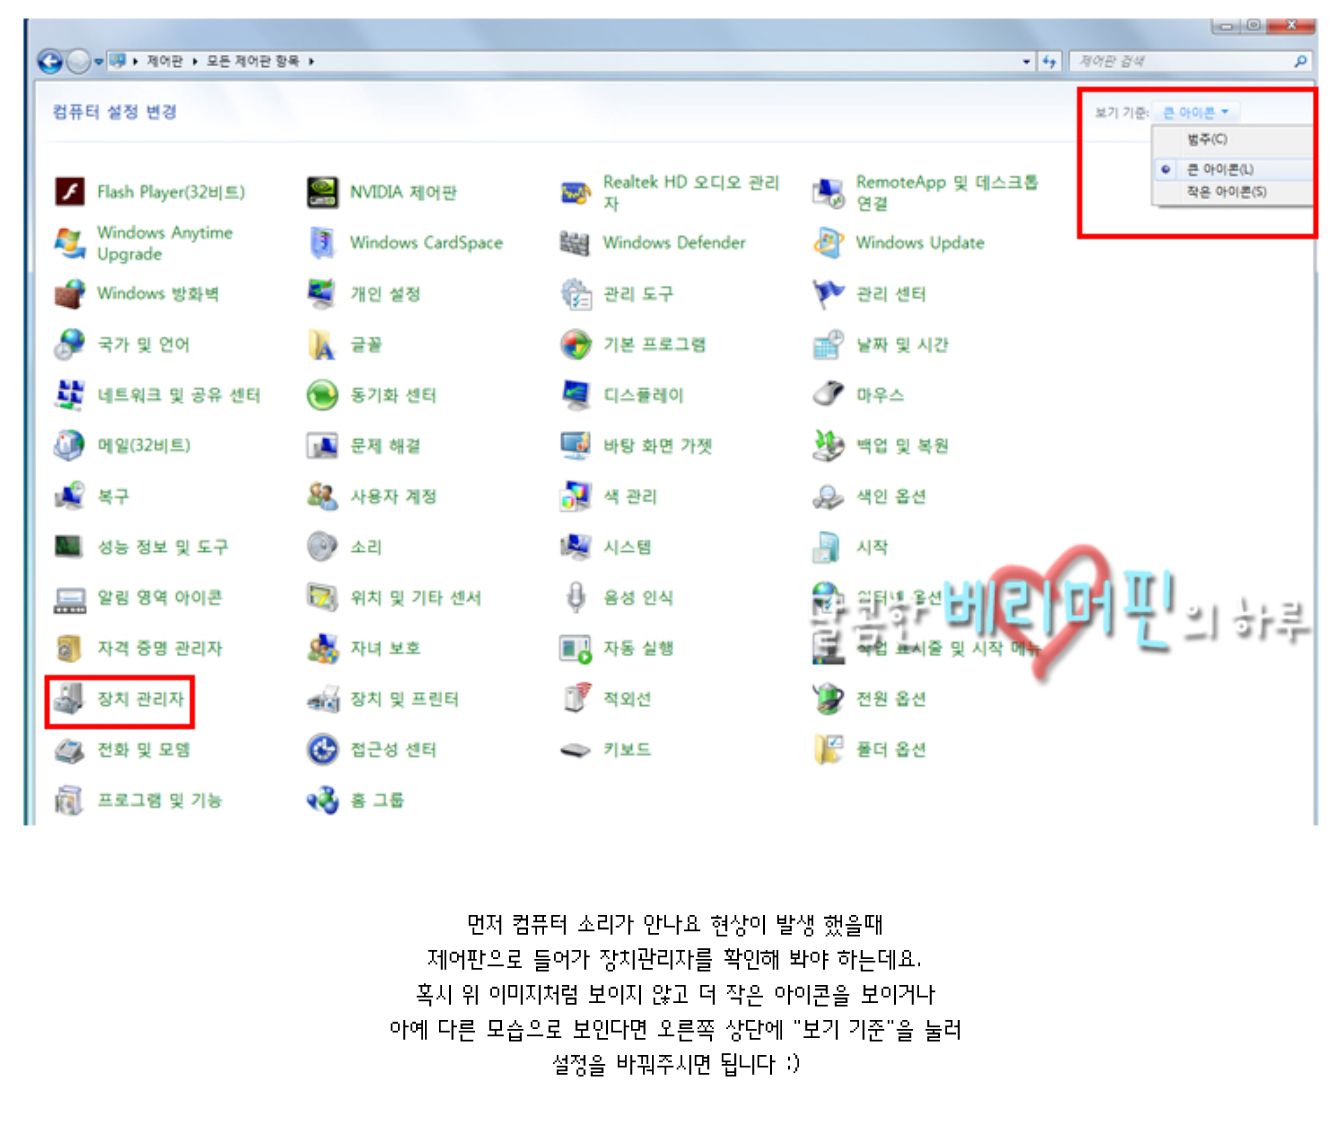 제어판 ▸ 모든 제어판 항목 ▸
제어판 검색
컴퓨터 설정 변경
보기 기준: 큰 아이콘
범주(C)
큰 아이콘(L)
작은 아이콘(S)
Flash Player(32비트)
NVIDIA 제어판
Realtek HD 오디오 관리
자
RemoteApp 및 데스크톱
연결
Windows Anytime
Upgrade
Windows CardSpace
Windows Defender
Windows Update
Windows 방화벽
개인 설정
관리 도구
관리 센터
국가 및 언어
글꼴
기본 프로그램
날짜 및 시간
네트워크 및 공유 센터
동기화 센터
디스플레이
마우스
메일(32비트)
문제 해결
바탕 화면 가젯
백업 및 복원
복구
사용자 계정
색 관리
색인 옵션
성능 정보 및 도구
소리
시스템
시작
알림 영역 아이콘
위치 및 기타 센서
음성 인식
인터넷 옵션
달콤한 베리머핀의 하루
자격 증명 관리자
자녀 보호
자동 실행
작업 표시줄 및 시작 메뉴
장치 관리자
장치 및 프린터
적외선
전원 옵션
전화 및 모뎀
접근성 센터
키보드
폴더 옵션
프로그램 및 기능
홈 그룹
먼저 컴퓨터 소리가 안나요 현상이 발생 했을때
제어판으로 들어가 장치관리자를 확인해 봐야 하는데요.
혹시 위 이미지처럼 보이지 않고 더 작은 아이콘을 보이거나
아예 다른 모습으로 보인다면 오른쪽 상단에 "보기 기준"을 눌러
설정을 바꿔주시면 됩니다 :)